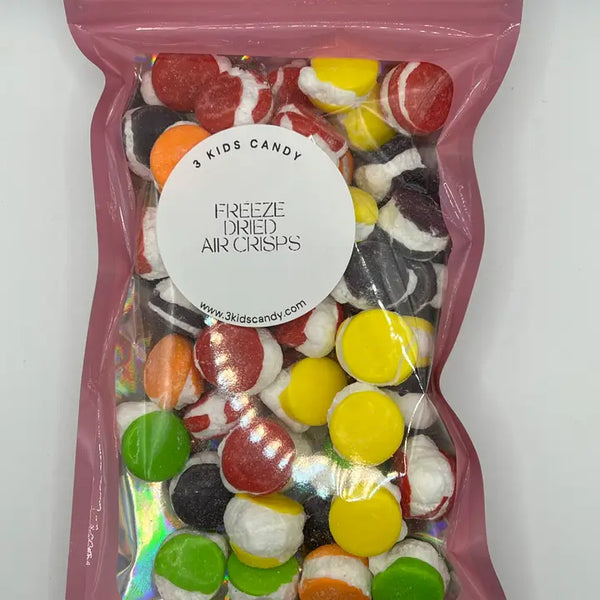 3 KIDS CANDY
FREEZE
DRIED
AIR CRISPS
www.3kidscandy.com